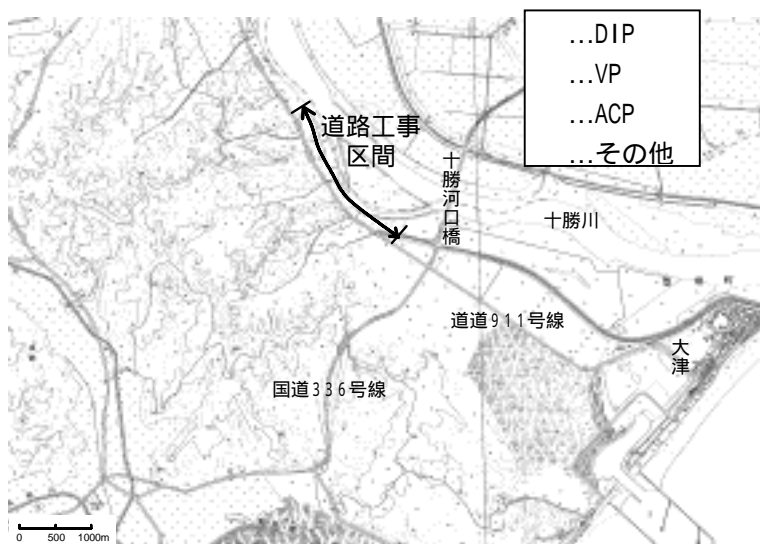 …DIP
…VP
…ACP
…その他
道路工事
区間
十勝河口橋
十勝川
道道911号線
大津
国道336号線
0 500 1000m